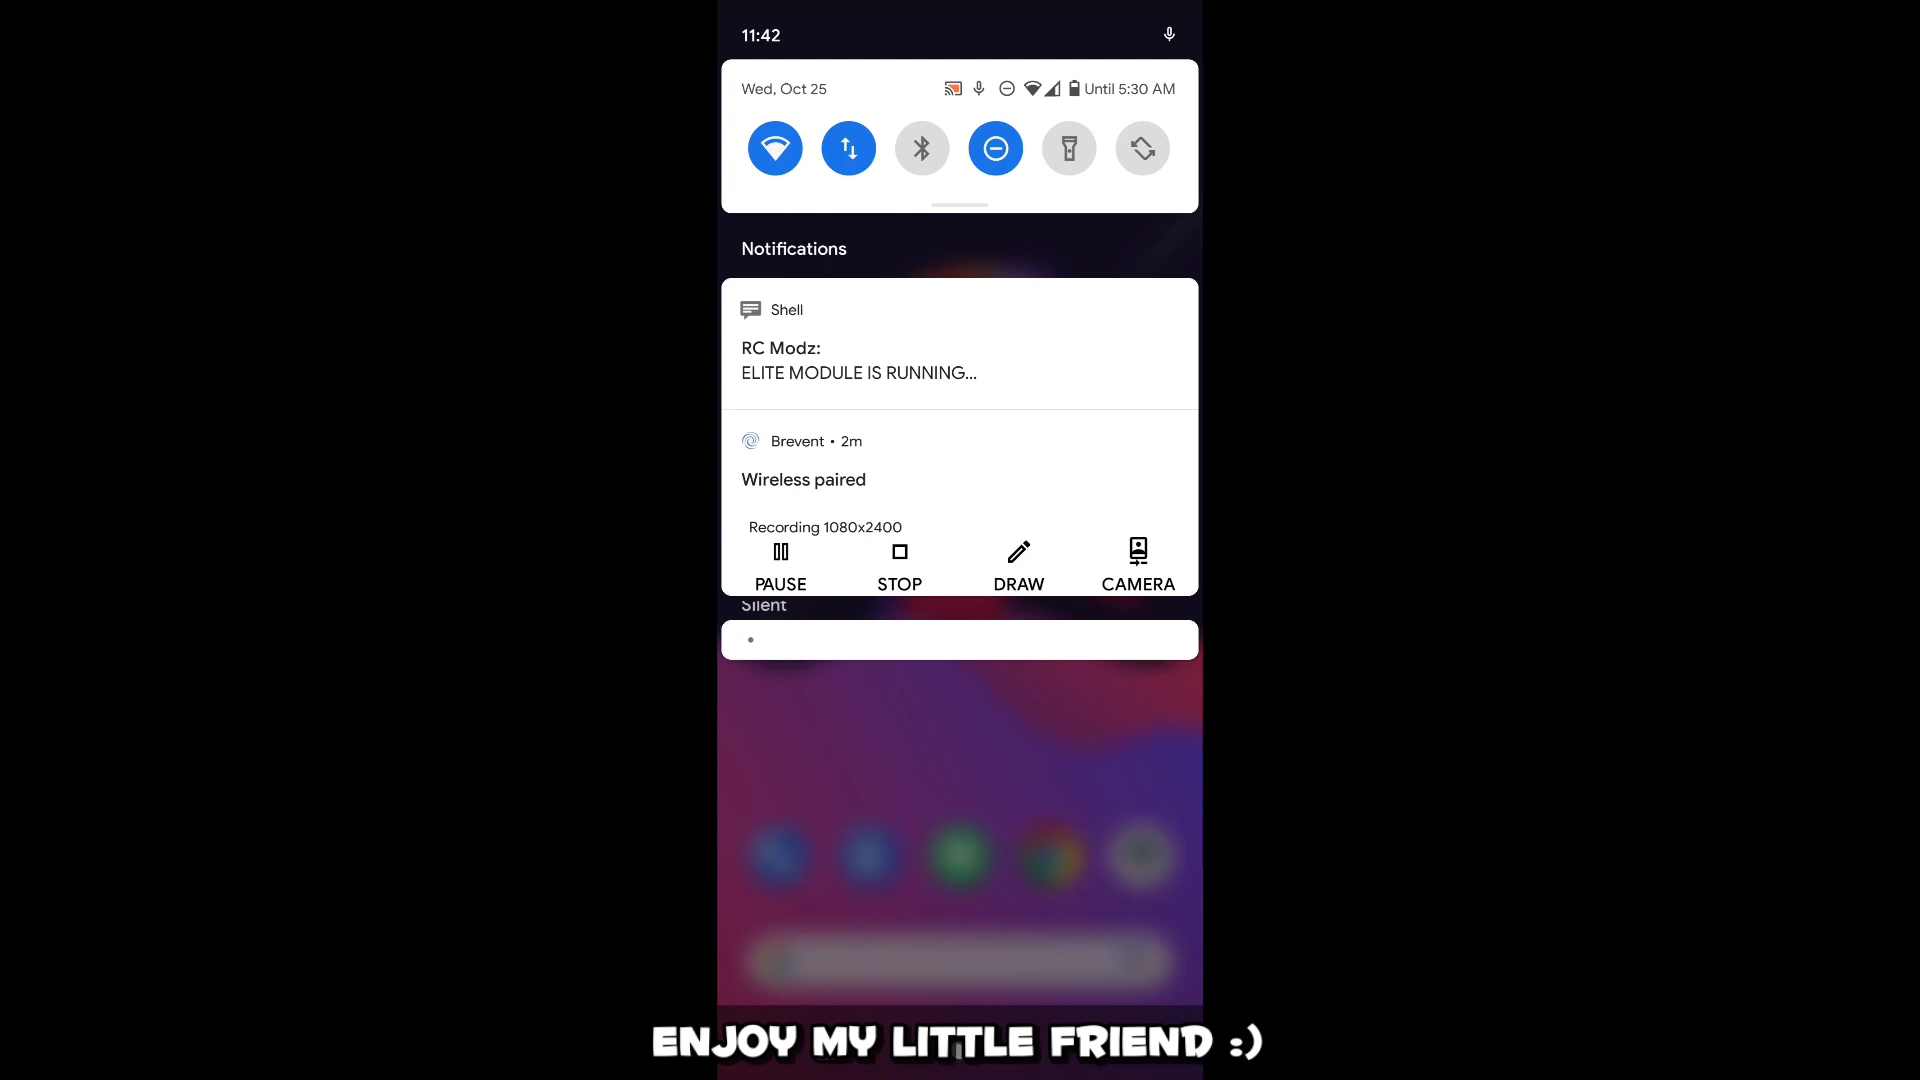 11:42
Wed, Oct 25
Until 5:30 AM
Notifications
Shell
RC Modz:
ELITE MODULE IS RUNNING...
Brevent • 2m
Wireless paired
Recording 1080x2400
PAUSE STOP DRAW CAMERA
Silent
ENJOY MY LITTLE FRIEND :)